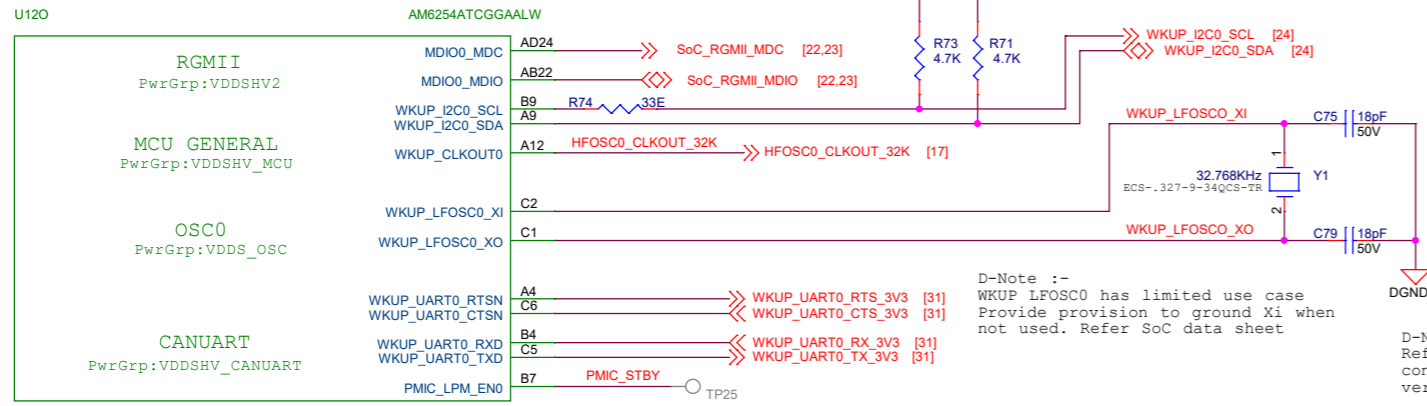 U12O AM6254ATCGGAALW
RGMII
PwrGrp:VDDSHV2
MCU GENERAL
PwrGrp:VDDSHV_MCU
OSC0
PwrGrp:VDDS_OSC
CANUART
PwrGrp:VDDSHV_CANUART
MDIO0_MDC AD24 SoC_RGMII_MDC [22,23]
MDIO0_MDIO AB22 SoC_RGMII_MDIO [22,23]
WKUP_I2C0_SCL B9 R74 33E
WKUP_I2C0_SDA A9
WKUP_CLKOUT0 A12 HFOSC0_CLKOUT_32K HFOSC0_CLKOUT_32K [17]
WKUP_LFOSC0_XI C2
WKUP_LFOSC0_XO C1
WKUP_UART0_RTSN A4 WKUP_UART0_RTS_3V3 [31]
WKUP_UART0_CTSN C6 WKUP_UART0_CTS_3V3 [31]
WKUP_UART0_RXD B4 WKUP_UART0_RX_3V3 [31]
WKUP_UART0_TXD C5 WKUP_UART0_TX_3V3 [31]
PMIC_LPM_EN0 B7 PMIC_STBY TP25
R73
4.7K
R71
4.7K
WKUP_I2C0_SCL [24]
WKUP_I2C0_SDA [24]
WKUP_LFOSCO_XI
C75 18pF
50V
1
32.768KHz Y1
ECS-.327-9-34QCS-TR
2
WKUP_LFOSCO_XO
C79 18pF
50V
DGND
D-Note :-
WKUP LFOSC0 has limited use case
Provide provision to ground Xi when
not used. Refer SoC data sheet
D-N
Ref
con
ver